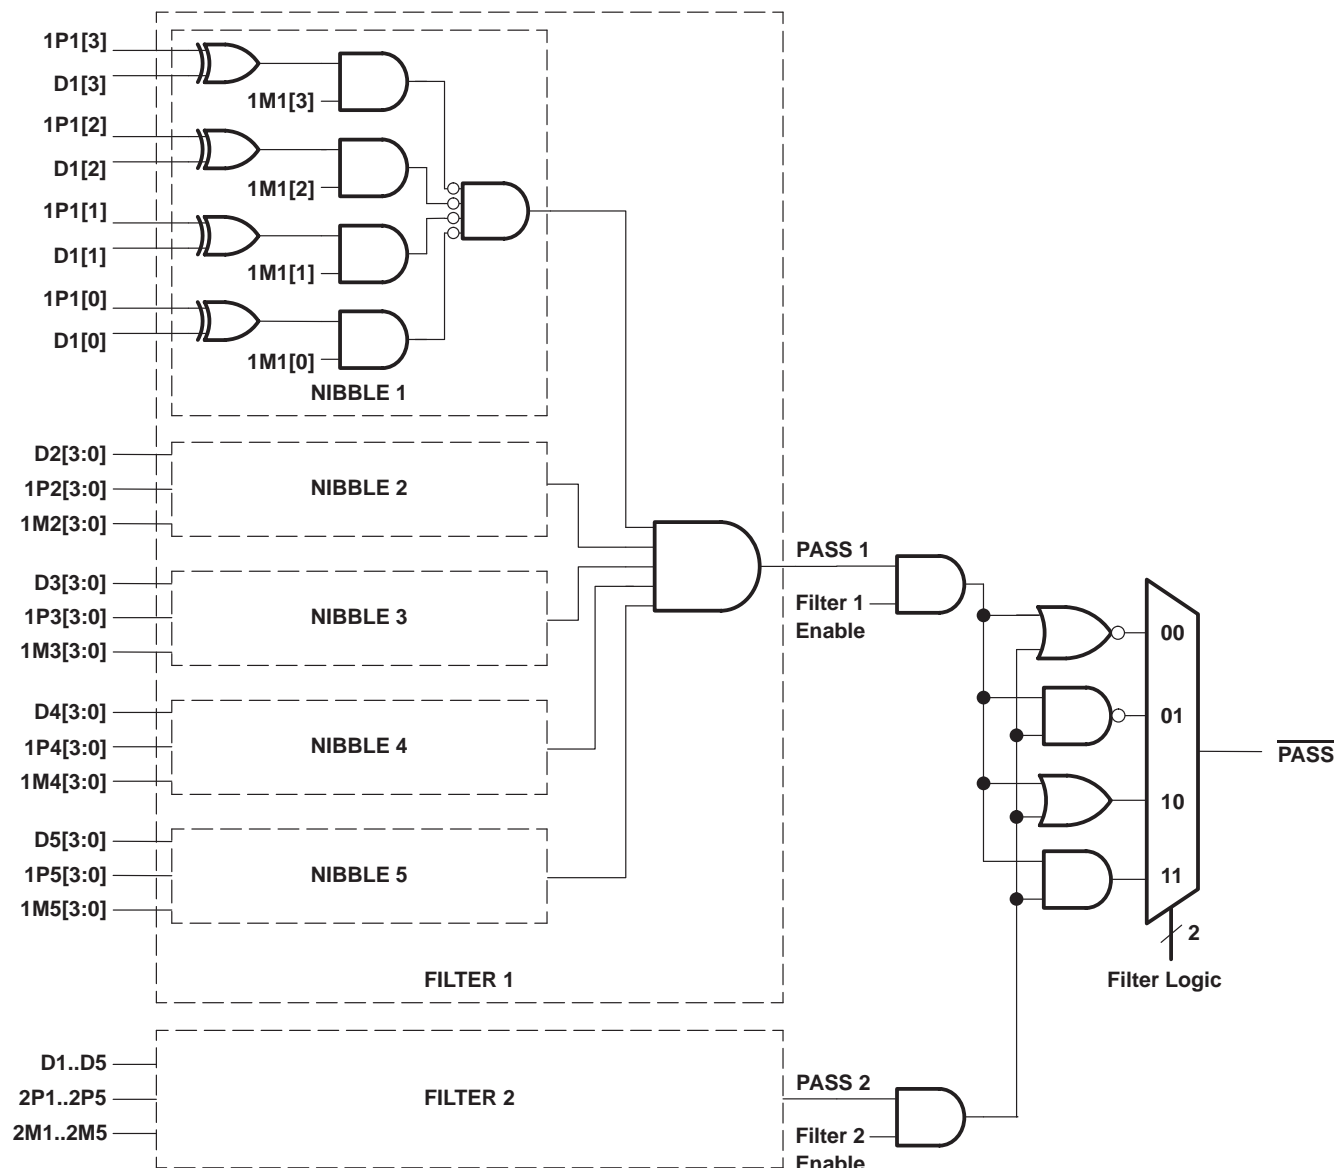 1P1[3]
D1[3]
1M1[3]
1P1[2]
D1[2]
1M1[2]
1P1[1]
D1[1]
1M1[1]
1P1[0]
D1[0]
1M1[0]
NIBBLE 1
D2[3:0]
1P2[3:0]
1M2[3:0]
NIBBLE 2
D3[3:0]
1P3[3:0]
1M3[3:0]
NIBBLE 3
D4[3:0]
1P4[3:0]
1M4[3:0]
NIBBLE 4
D5[3:0]
1P5[3:0]
1M5[3:0]
NIBBLE 5
FILTER 1
PASS 1
Filter 1
Enable
00
01
10
11
PASS
2
Filter Logic
D1..D5
2P1..2P5
2M1..2M5
FILTER 2
PASS 2
Filter 2
Enable